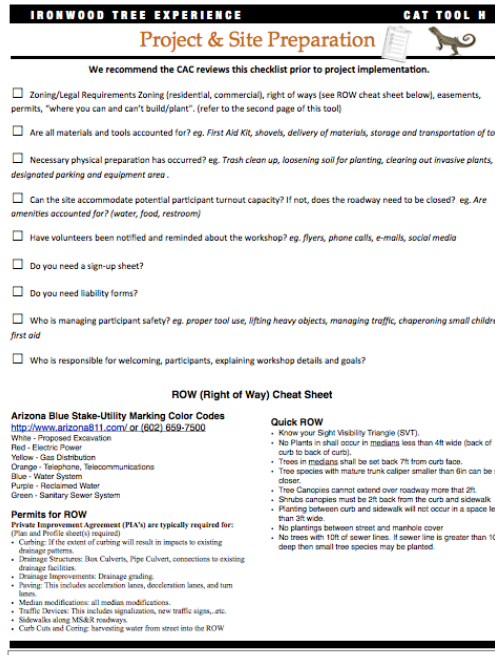 IRONWOOD TREE EXPERIENCE
CAT TOOL H
Project & Site Preparation
We recommend the CAC reviews this checklist prior to project implementation.
Zoning/Legal Requirements Zoning (residential, commercial), right of ways (see ROW cheat sheet below), easements,
permits, "where you can and can't build/plant". (refer to the second page of this tool)
Are all materials and tools accounted for? eg. First Aid Kit, shovels, delivery of materials, storage and transportation of to
Necessary physical preparation has occurred? eg. Trash clean up, loosening soil for planting, clearing out invasive plants,
designated parking and equipment area .
Can the site accommodate potential participant turnout capacity? If not, does the roadway need to be closed? eg. Are
amenities accounted for? (water, food, restroom)
Have volunteers been notified and reminded about the workshop? eg. flyers, phone calls, e-mails, social media
Do you need a sign-up sheet?
Do you need liability forms?
Who is managing participant safety? eg. proper tool use, lifting heavy objects, managing traffic, chaperoning small childre
first aid
Who is responsible for welcoming, participants, explaining workshop details and goals?
ROW (Right of Way) Cheat Sheet
Arizona Blue Stake-Utility Marking Color Codes
http://www.arizona811.com/ or (602) 659-7500
White - Proposed Excavation
Red - Electric Power
Yellow - Gas Distribution
Orange - Telephone, Telecommunications
Blue - Water System
Purple - Reclaimed Water
Green - Sanitary Sewer System
Permits for ROW
Private Improvement Agreement (PIA's) are typically required for:
(Plan and Profile sheet(s) required)
• Curbing: If the extent of curbing will result in impacts to existing
drainage patterns.
• Drainage Structures: Box Culverts, Pipe Culvert, connections to existing
drainage facilities.
• Drainage Improvements: Drainage grading.
• Paving: This includes acceleration lanes, deceleration lanes, and turn
lanes.
• Median modifications: all median modifications.
• Traffic Devices: This includes signalization, new traffic signs,..etc.
• Sidewalks along MS&R roadways.
• Curb Cuts and Coring: harvesting water from street into the ROW
Quick ROW
• Know your Sight Visibility Triangle (SVT).
• No Plants in shall occur in medians less than 4ft wide (back of
curb to back of curb).
• Trees in medians shall be set back 7ft from curb face.
• Tree species with mature trunk caliper smaller than 6in can be s
closer.
• Tree Canopies cannot extend over roadway more that 2ft.
• Shrubs canopies must be 2ft back from the curb and sidewalk
• Planting between curb and sidewalk will not occur in a space le
than 3ft wide.
• No plantings between street and manhole cover
• No trees with 10ft of sewer lines. If sewer line is greater than 10
deep then small tree species may be planted.